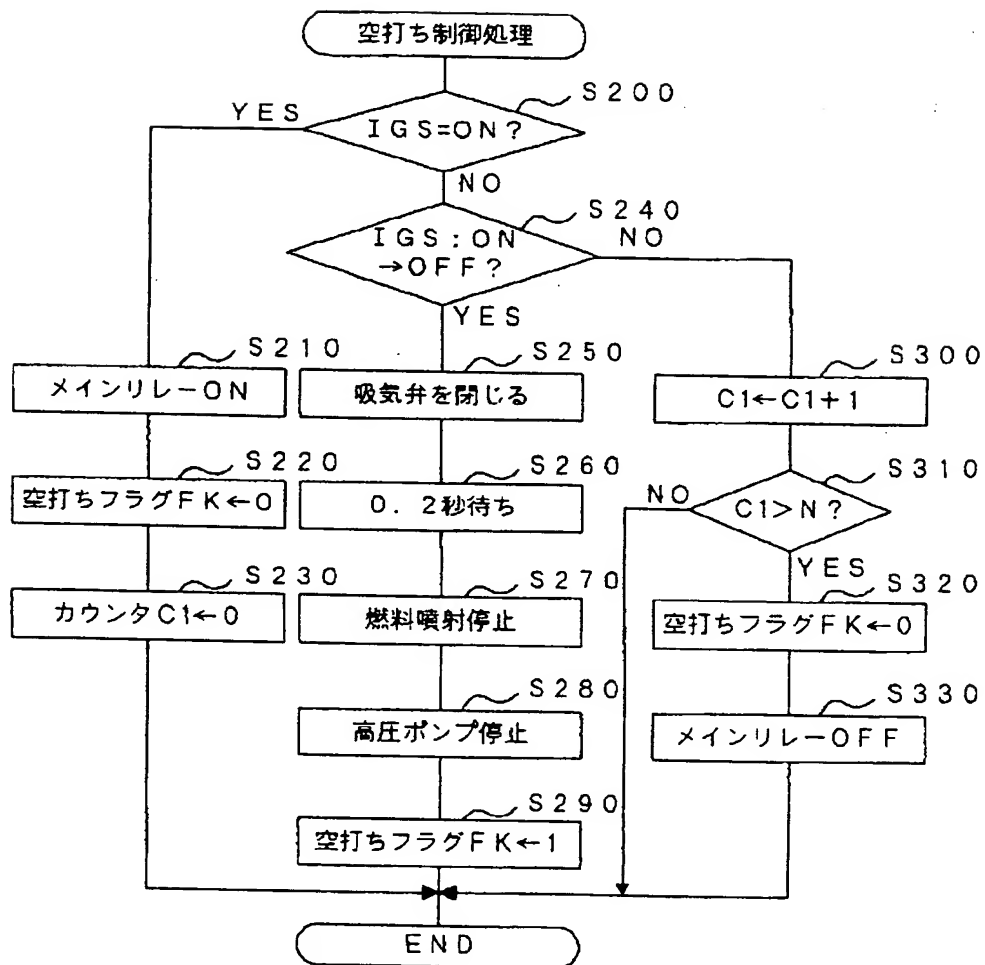 空打ち制御処理
S200
YES
IGS=ON?
NO
S240
IGS:ON
→OFF?
NO
YES
S210
メインリレーON
S220
空打ちフラグFK←0
S230
カウンタC1←0
S250
吸気弁を閉じる
S260
0.2秒待ち
S270
燃料噴射停止
S280
高圧ポンプ停止
S290
空打ちフラグFK←1
S300
C1←C1+1
S310
NO
C1>N?
YES
S320
空打ちフラグFK←0
S330
メインリレーOFF
END